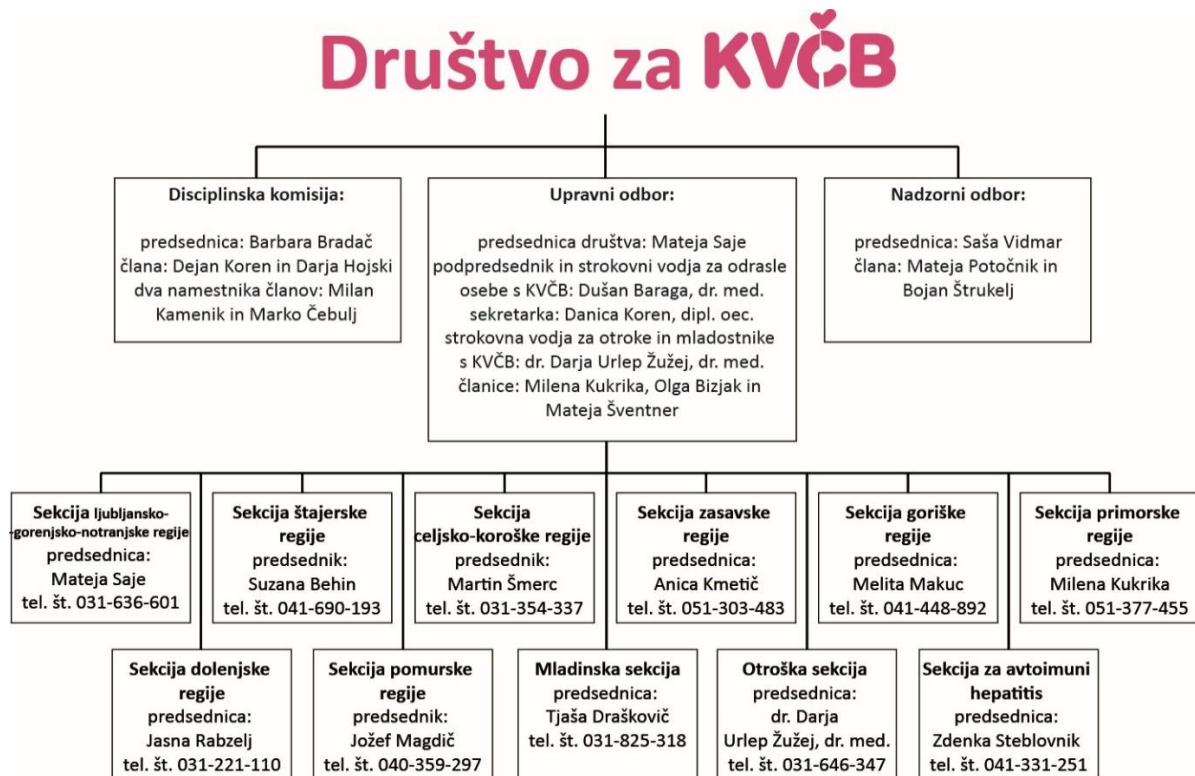 Društvo za KVČB
Disciplinska komisija:
predsednica: Barbara Bradač
člana: Dejan Koren in Darja Hojski
dva namestnika članov: Milan
Kamenik in Marko Čebulj
Upravni odbor:
predsednica društva: Mateja Saje
podpredsednik in strokovni vodja za odrasle
osebe s KVČB: Dušan Baraga, dr. med.
sekretarka: Danica Koren, dipl. oec.
strokovna vodja za otroke in mladostnike
s KVČB: dr. Darja Urlep Žužej, dr. med.
članice: Milena Kukrika, Olga Bizjak in
Mateja Šventner
Nadzorni odbor:
predsednica: Saša Vidmar
člana: Mateja Potočnik in
Bojan Štrukelj
Sekcija ljubljansko-
-gorenjsko-notranjske regije
predsednica:
Mateja Saje
tel. št. 031-636-601
Sekcija štajerske
regije
predsednik:
Suzana Behin
tel. št. 041-690-193
Sekcija
celjsko-koroške regije
predsednik:
Martin Šmerc
tel. št. 031-354-337
Sekcija zasavske
regije
predsednica:
Anica Kmetič
tel. št. 051-303-483
Sekcija goriške
regije
predsednica:
Melita Makuc
tel. št. 041-448-892
Sekcija primorske
regije
predsednica:
Milena Kukrika
tel. št. 051-377-455
Sekcija dolenjske
regije
predsednica:
Jasna Rabzelj
tel. št. 031-221-110
Sekcija pomurske
regije
predsednik:
Jožef Magdič
tel. št. 040-359-297
Mladinska sekcija
predsednica:
Tjaša Draškovič
tel. št. 031-825-318
Otroška sekcija
predsednica:
dr. Darja
Urlep Žužej, dr. med.
tel. št. 031-646-347
Sekcija za avtoimuni
hepatitis
predsednica:
Zdenka Steblovnik
tel. št. 041-331-251